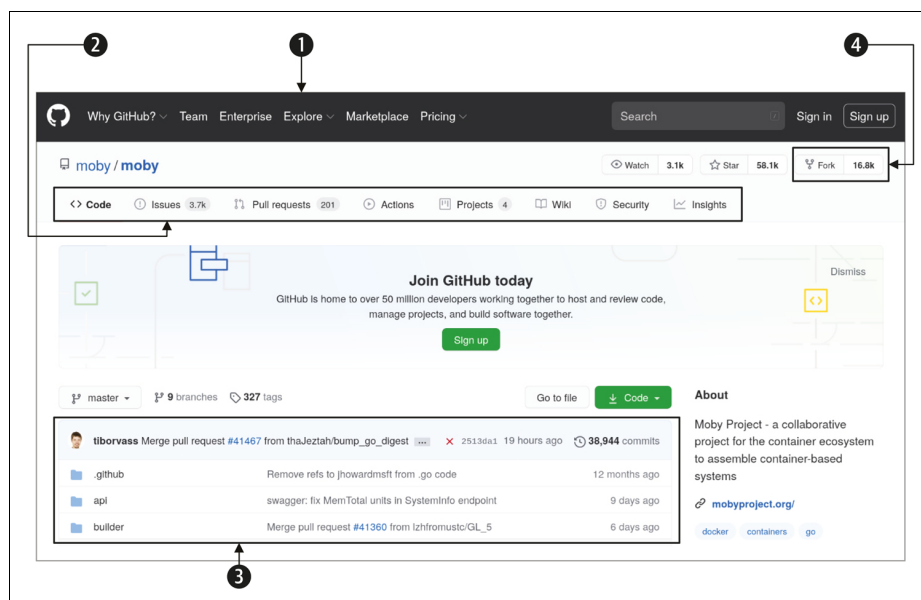 2 1 4
Why GitHub? Team Enterprise Explore Marketplace Pricing Search / Sign in Sign up
moby / moby Watch 3.1k Star 58.1k Fork 16.8k
<> Code Issues 3.7k Pull requests 201 Actions Projects 4 Wiki Security Insights
Dismiss
Join GitHub today
GitHub is home to over 50 million developers working together to host and review code,
manage projects, and build software together.
Sign up
master 9 branches 327 tags Go to file Code
About
Moby Project - a collaborative
project for the container ecosystem
to assemble container-based
systems
mobyproject.org/
docker containers go
tiborvass Merge pull request #41467 from thaJeztah/bump_go_digest ... × 2513da1 19 hours ago 38,944 commits
.github Remove refs to jhowardmsft from .go code 12 months ago
api swagger: fix MemTotal units in SystemInfo endpoint 9 days ago
builder Merge pull request #41360 from lzhfromustc/GL_5 6 days ago
3